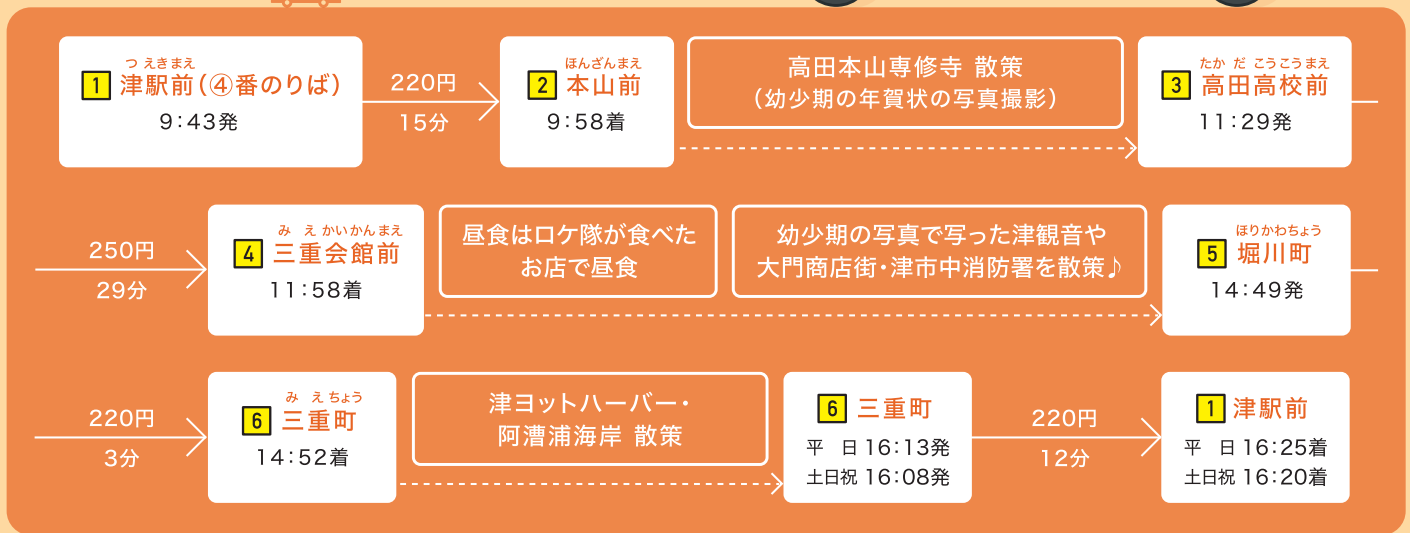 つえきまえ
1 津駅前(④番のりば)
9:43発
220円
15分
ほんざんまえ
2 本山前
9:58着
高田本山専修寺 散策
(幼少期の年賀状の写真撮影)
たかだこうこうまえ
3 高田高校前
11:29発
250円
29分
みえかいかんまえ
4 三重会館前
11:58着
昼食はロケ隊が食べた
お店で昼食
幼少期の写真で写った津観音や
大門商店街・津市中消防署を散策♪
ほりかわちょう
5 堀川町
14:49発
220円
3分
みえちょう
6 三重町
14:52着
津ヨットハーバー・
阿漕浦海岸 散策
6 三重町
平 日 16:13発
土日祝 16:08発
220円
12分
1 津駅前
平 日 16:25着
土日祝 16:20着